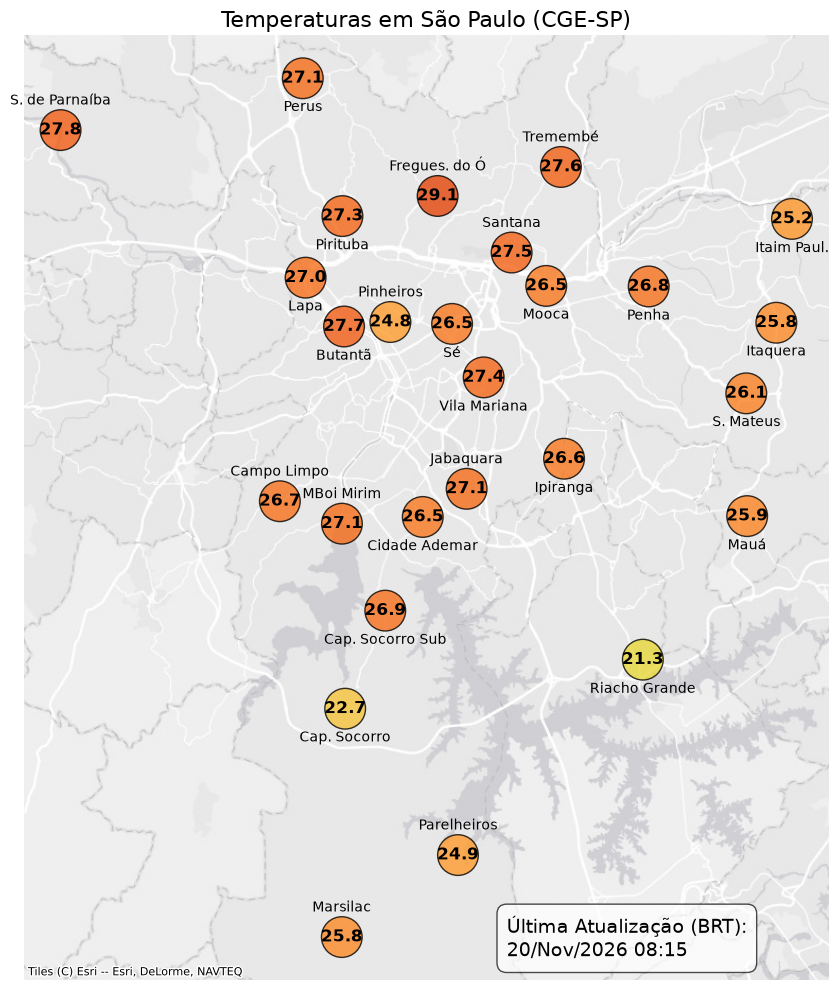 Temperaturas em São Paulo (CGE-SP)
27.1
Perus
S. de Parnaíba
27.8
Tremembé
27.6
Fregues. do Ó
29.1
27.3
Pirituba
25.2
Itaim Paul.
Santana
27.5
27.0
Lapa
26.5
Mooca
26.8
Penha
Pinheiros
24.8
27.7
Butantã
26.5
Sé
25.8
Itaquera
27.4
Vila Mariana
26.1
S. Mateus
Jabaquara
27.1
26.6
Ipiranga
Campo Limpo
26.7
MBoi Mirim
27.1
26.5
Cidade Ademar
25.9
Mauá
26.9
Cap. Socorro Sub
21.3
Riacho Grande
22.7
Cap. Socorro
Parelheiros
24.9
Marsilac
25.8
Última Atualização (BRT):
20/Nov/2026 08:15
Tiles (C) Esri -- Esri, DeLorme, NAVTEQ